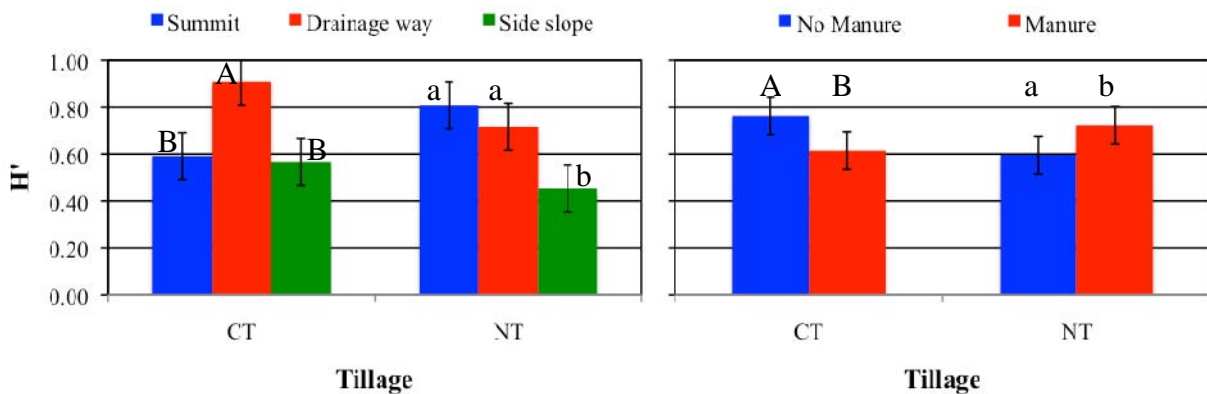 Summit Drainage way Side slope No Manure Manure
1.00
0.80
0.60
0.40
0.20
0.00
H'
B A B a a b A B a b
CT NT CT NT
Tillage Tillage